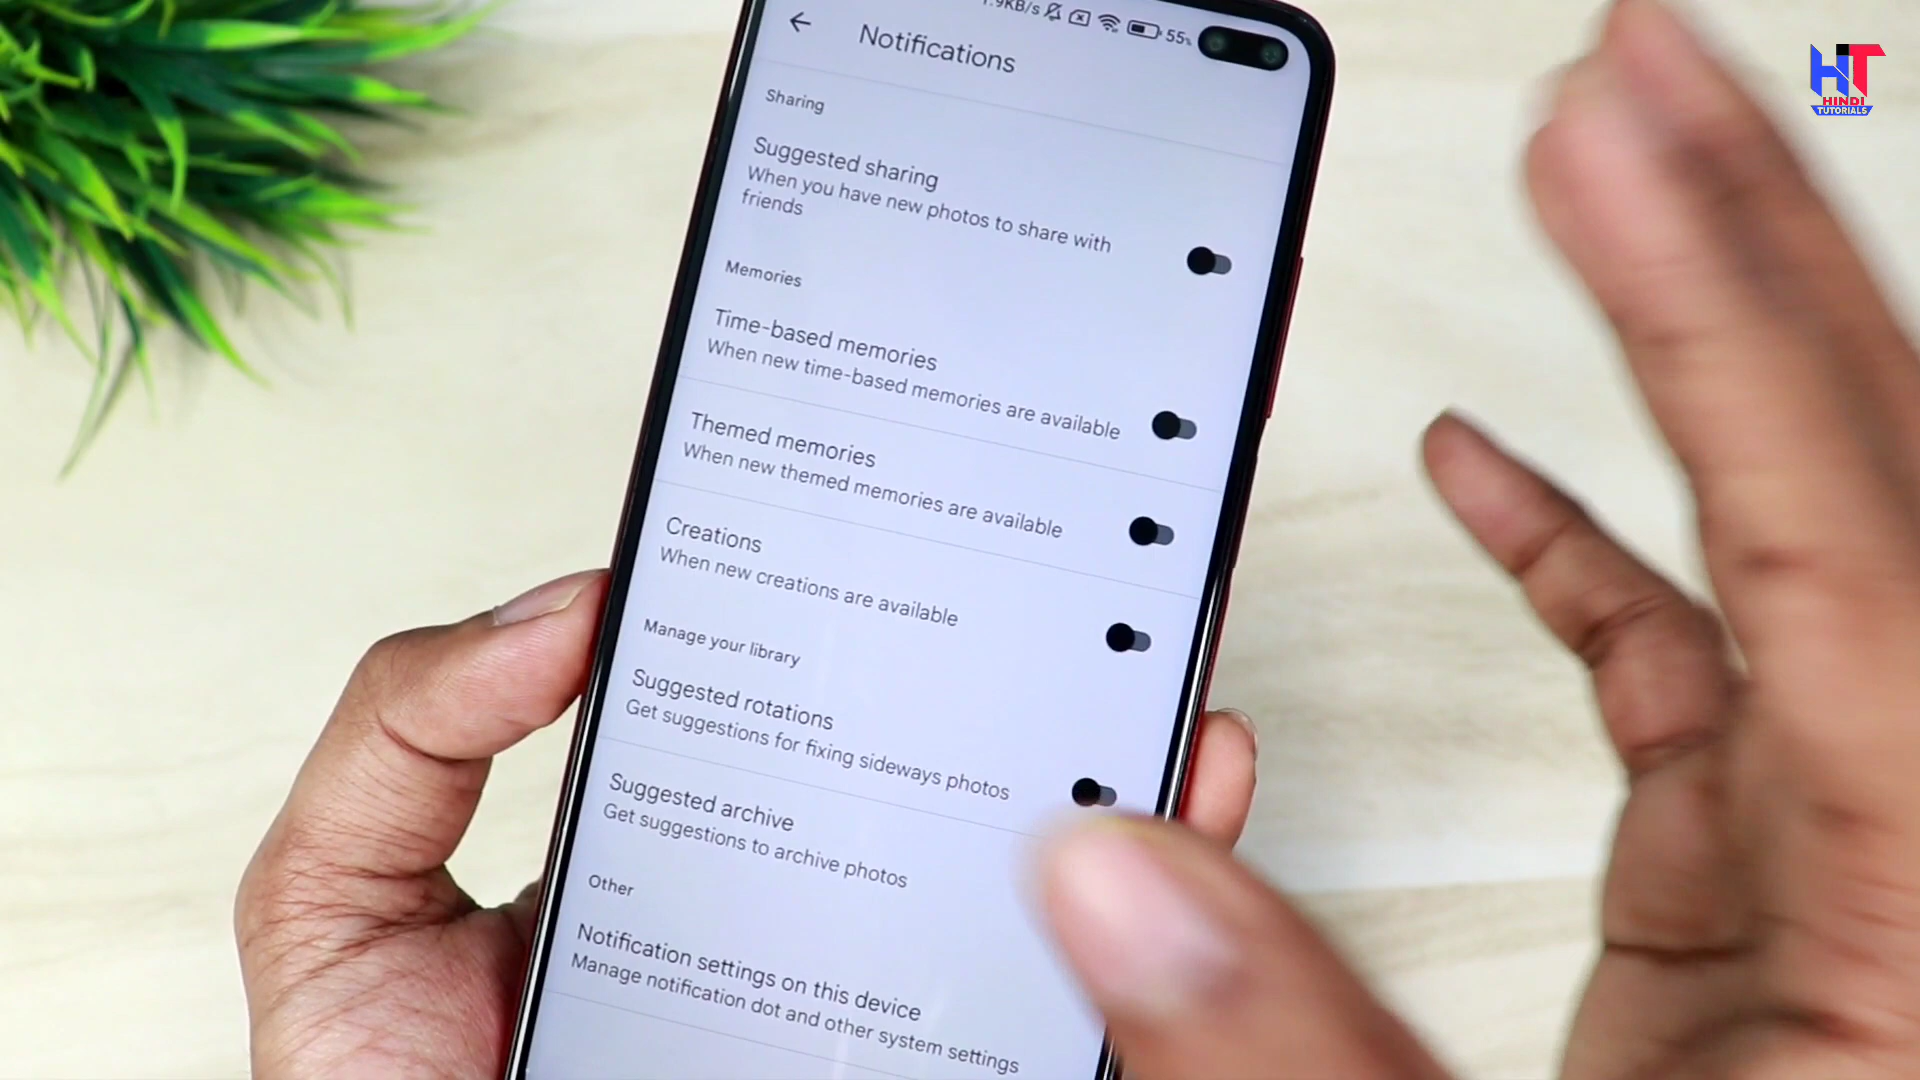 55%
Notifications
Sharing
Suggested sharing
When you have new photos to share with
friends
Memories
Time-based memories
When new time-based memories are available
Themed memories
When new themed memories are available
Creations
When new creations are available
Manage your library
Suggested rotations
Get suggestions for fixing sideways photos
Suggested archive
Get suggestions to archive photos
Other
Notification settings on this device
Manage notification dot and other system settings
HT
HINDI
TUTORIALS